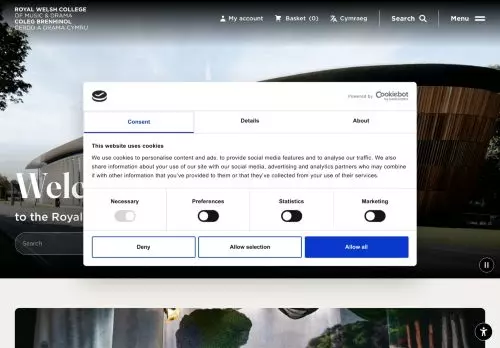 ROYAL WELSH COLLEGE
OF MUSIC & DRAMA
COLEG BRENHINOL
CERDD A DRAMA CYMRU
My account
Basket (0)
Cymraeg
Search
Menu
Powered by
Cookiebot
Consent
Details
About
This website uses cookies
We use cookies to personalise content and ads, to provide social media features and to analyse our traffic. We also
share information about your use of our site with our social media, advertising and analytics partners who may combine
it with other information that you've provided to them or that they've collected from your use of their services.
Necessary
Preferences
Statistics
Marketing
Deny
Allow selection
Allow all
Welc
to the Royal
Search